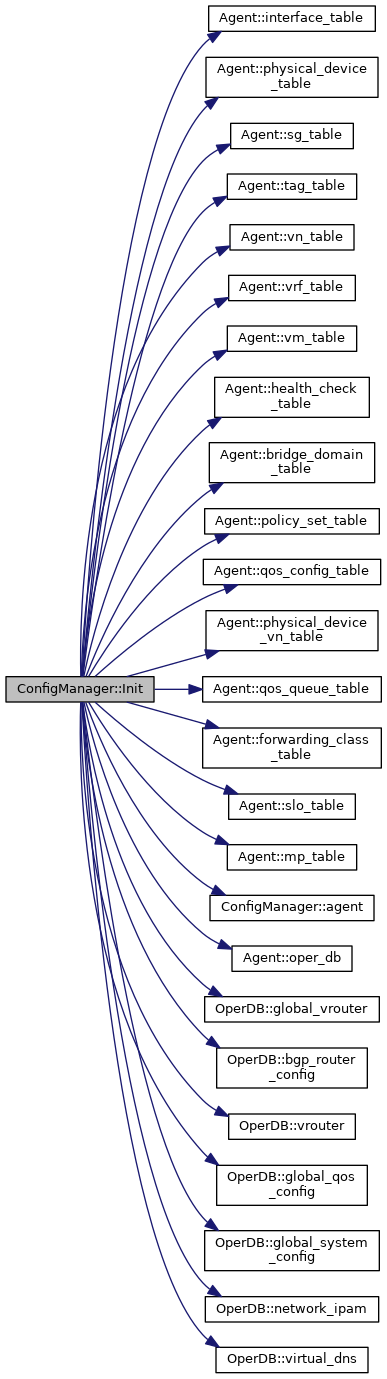 Agent::interface_table
Agent::physical_device
_table
Agent::sg_table
Agent::tag_table
Agent::vn_table
Agent::vrf_table
Agent::vm_table
Agent::health_check
_table
Agent::bridge_domain
_table
Agent::policy_set_table
Agent::qos_config_table
Agent::physical_device
_vn_table
ConfigManager::Init
Agent::qos_queue_table
Agent::forwarding_class
_table
Agent::slo_table
Agent::mp_table
ConfigManager::agent
Agent::oper_db
OperDB::global_vrouter
OperDB::bgp_router
_config
OperDB::vrouter
OperDB::global_qos
_config
OperDB::global_system
_config
OperDB::network_ipam
OperDB::virtual_dns